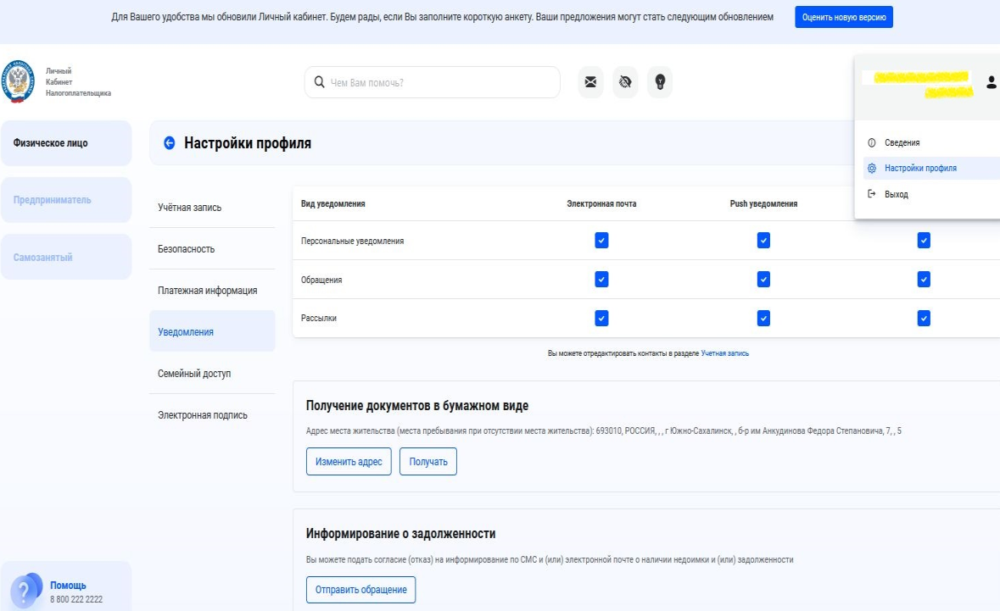 Для Вашего удобства мы обновили Личный кабинет. Будем рады, если Вы заполните короткую анкету. Ваши предложения могут стать следующим обновлением
Оценить новую версию
Личный
Кабинет
Налогоплательщика
Чем Вам помочь?
Физическое лицо
Предприниматель
Самозанятый
Настройки профиля
Сведения
Настройки профиля
Выход
Учётная запись
Безопасность
Платежная информация
Уведомления
Семейный доступ
Электронная подпись
Вид уведомления Электронная почта Push уведомления
Персональные уведомления
Обращения
Рассылки
Вы можете отредактировать контакты в разделе Учетная запись
Получение документов в бумажном виде
Адрес места жительства (места пребывания при отсутствии места жительства): 693010, РОССИЯ, , , г Южно-Сахалинск, , б-р им Анкудинова Федора Степановича, 7, , 5
Изменить адрес Получать
Информирование о задолженности
Вы можете подать согласие (отказ) на информирование по СМС и (или) электронной почте о наличии недоимки и (или) задолженности
Отправить обращение
Помощь
8 800 222 2222